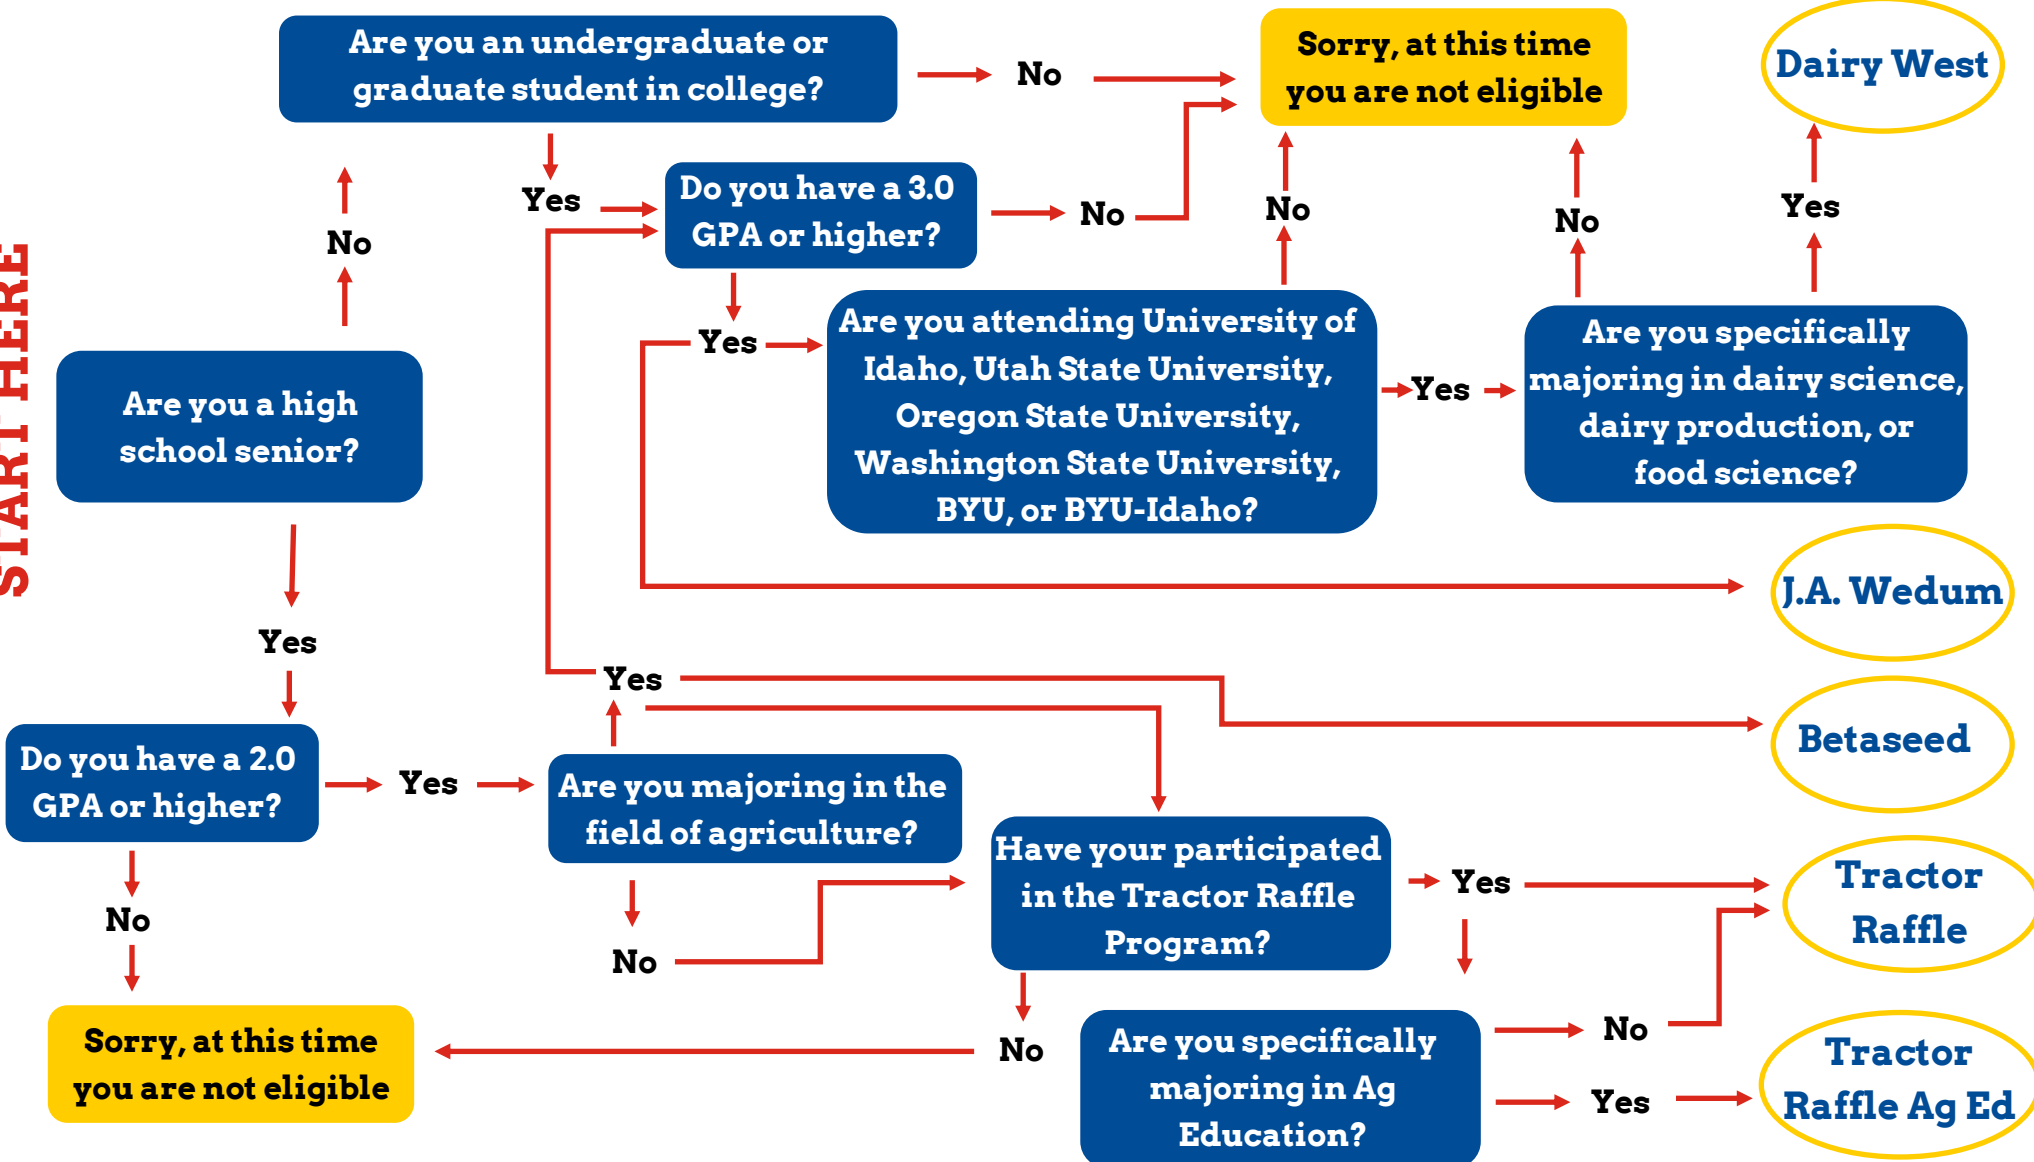 START HERE
Are you an undergraduate or
graduate student in college?
No
Sorry, at this time
you are not eligible
Dairy West
Yes
Do you have a 3.0
GPA or higher?
No
No
No
Yes
No
Yes
Are you attending University of
Idaho, Utah State University,
Oregon State University,
Washington State University,
BYU, or BYU-Idaho?
Yes
Are you specifically
majoring in dairy science,
dairy production, or
food science?
Are you a high
school senior?
J.A. Wedum
Yes
Yes
Betaseed
Do you have a 2.0
GPA or higher?
Yes
Are you majoring in the
field of agriculture?
Have your participated
in the Tractor Raffle
Program?
Yes
Tractor
Raffle
No
No
No
Sorry, at this time
you are not eligible
Are you specifically
majoring in Ag
Education?
No
Yes
Tractor
Raffle Ag Ed